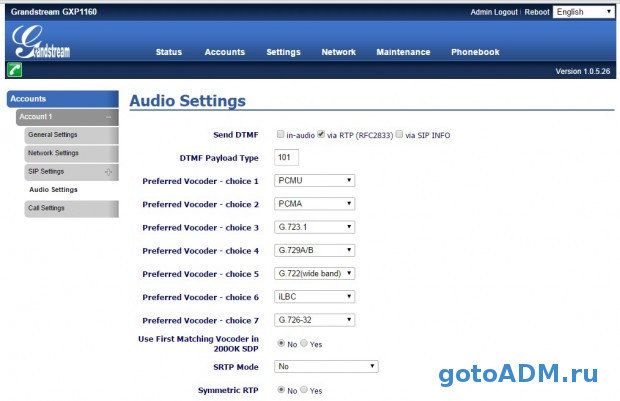 Grandstream GXP1160
Admin Logout | Reboot English
Grandstream
Status Accounts Settings Network Maintenance Phonebook
Version 1.0.5.26
Accounts
Account 1
General Settings
Network Settings
SIP Settings
Audio Settings
Call Settings
Audio Settings
Send DTMF in-audio via RTP (RFC2833) via SIP INFO
DTMF Payload Type 101
Preferred Vocoder - choice 1 PCMU
Preferred Vocoder - choice 2 PCMA
Preferred Vocoder - choice 3 G.723.1
Preferred Vocoder - choice 4 G.729A/B
Preferred Vocoder - choice 5 G.722(wide band)
Preferred Vocoder - choice 6 iLBC
Preferred Vocoder - choice 7 G.726-32
Use First Matching Vocoder in
200OK SDP No Yes
SRTP Mode No
Symmetric RTP No Yes
gotoADM.ru